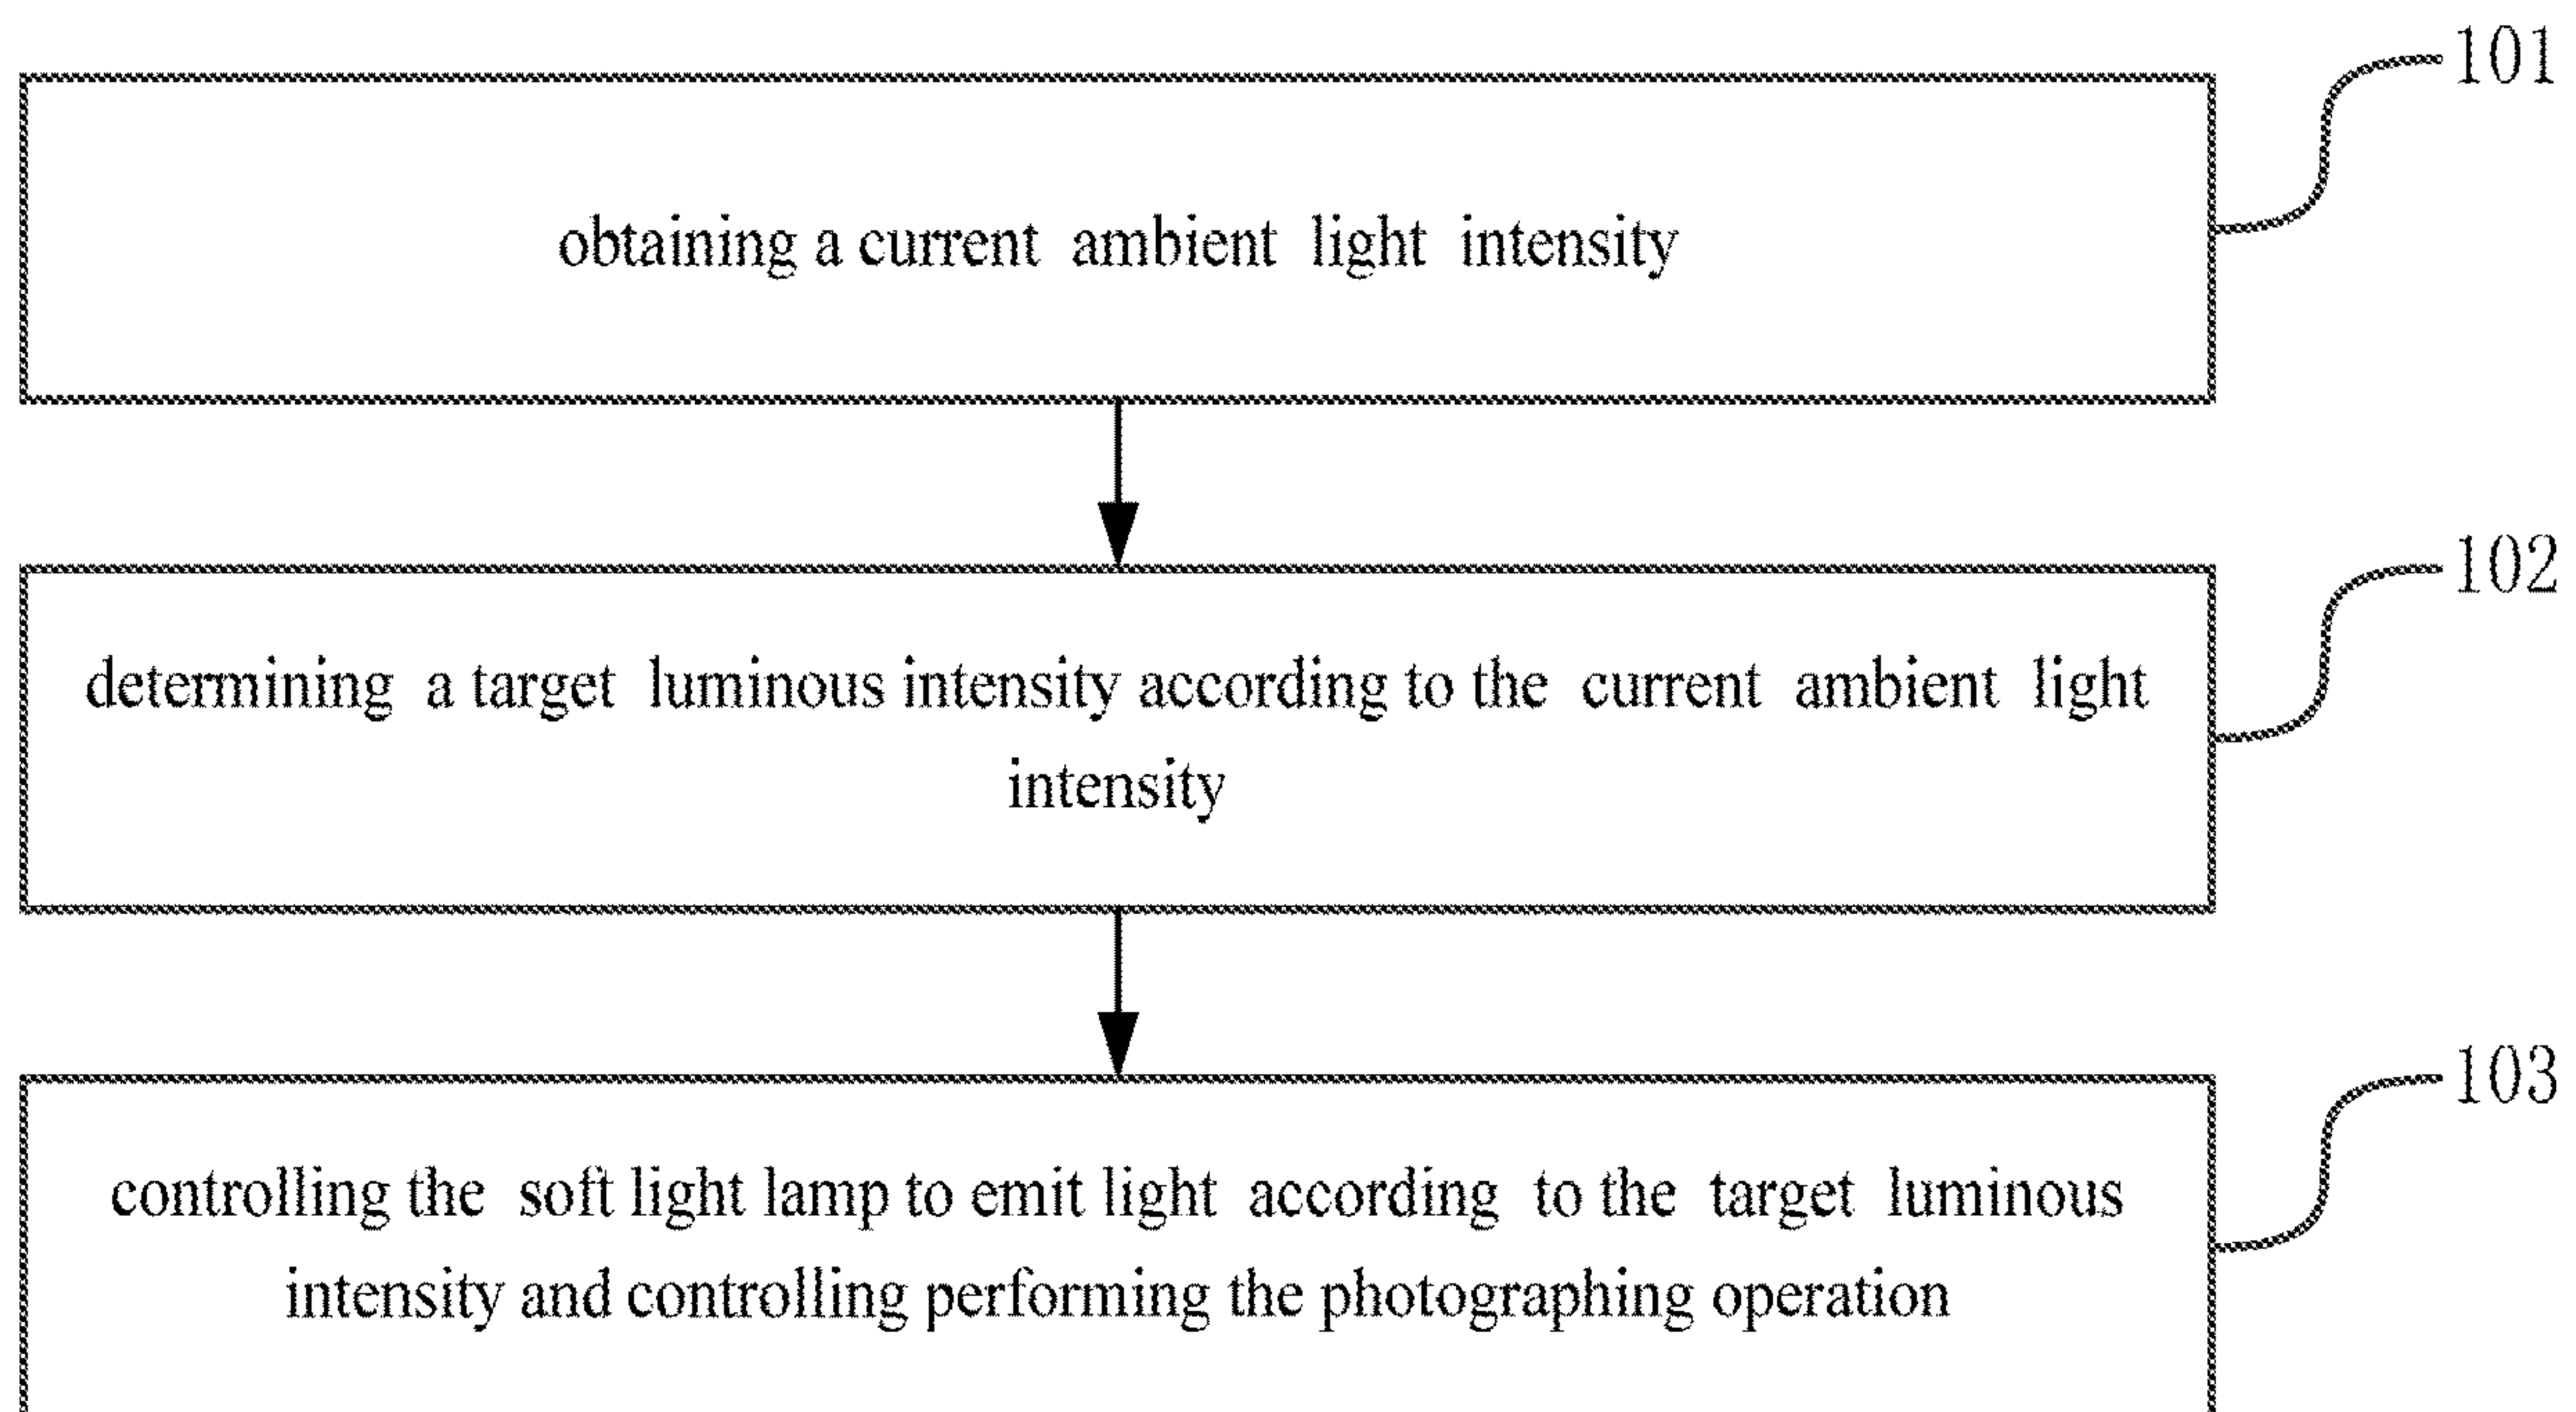 101
obtaining a current ambient light intensity
102
determining a target luminous intensity according to the current ambient light
intensity
103
controlling the soft light lamp to emit light according to the target luminous
intensity and controlling performing the photographing operation